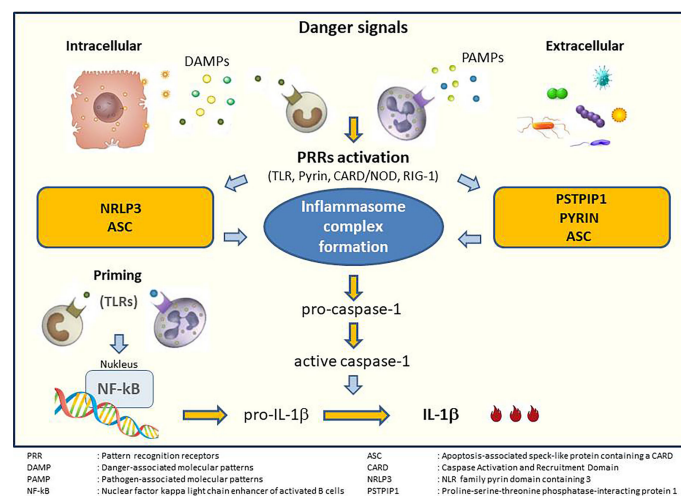 Danger signals
Intracellular
DAMPs
PAMPs
Extracellular
PRRs activation
(TLR, Pyrin, CARD/NOD, RIG-1)
NRLP3
ASC
Inflammasome
complex
formation
PSTPIP1
PYRIN
ASC
Priming
(TLRs)
pro-caspase-1
active caspase-1
Nukleus
NF-kB
pro-IL-1β
IL-1β
PRR : Pattern recognition receptors
DAMP : Danger-associated molecular patterns
PAMP : Pathogen-associated molecular patterns
NF-kB : Nuclear factor kappa light chain enhancer of activated B cells
ASC : Apoptosis-associated speck-like protein containing a CARD
CARD : Caspase Activation and Recruitment Domain
NRLP3 : NLR family pyrin domain containing 3
PSTPIP1 : Proline-serine-threonine phosphatase-interacting protein 1